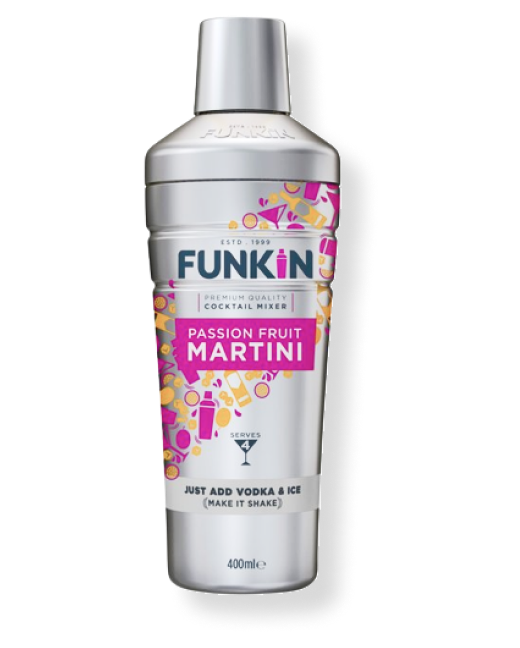 FUNKIN
ESTD . 1999
FUNKIN
PREMIUM QUALITY
COCKTAIL MIXER
PASSION FRUIT
MARTINI
SERVES
4
JUST ADD VODKA & ICE
(MAKE IT SHAKE)
400ml℮